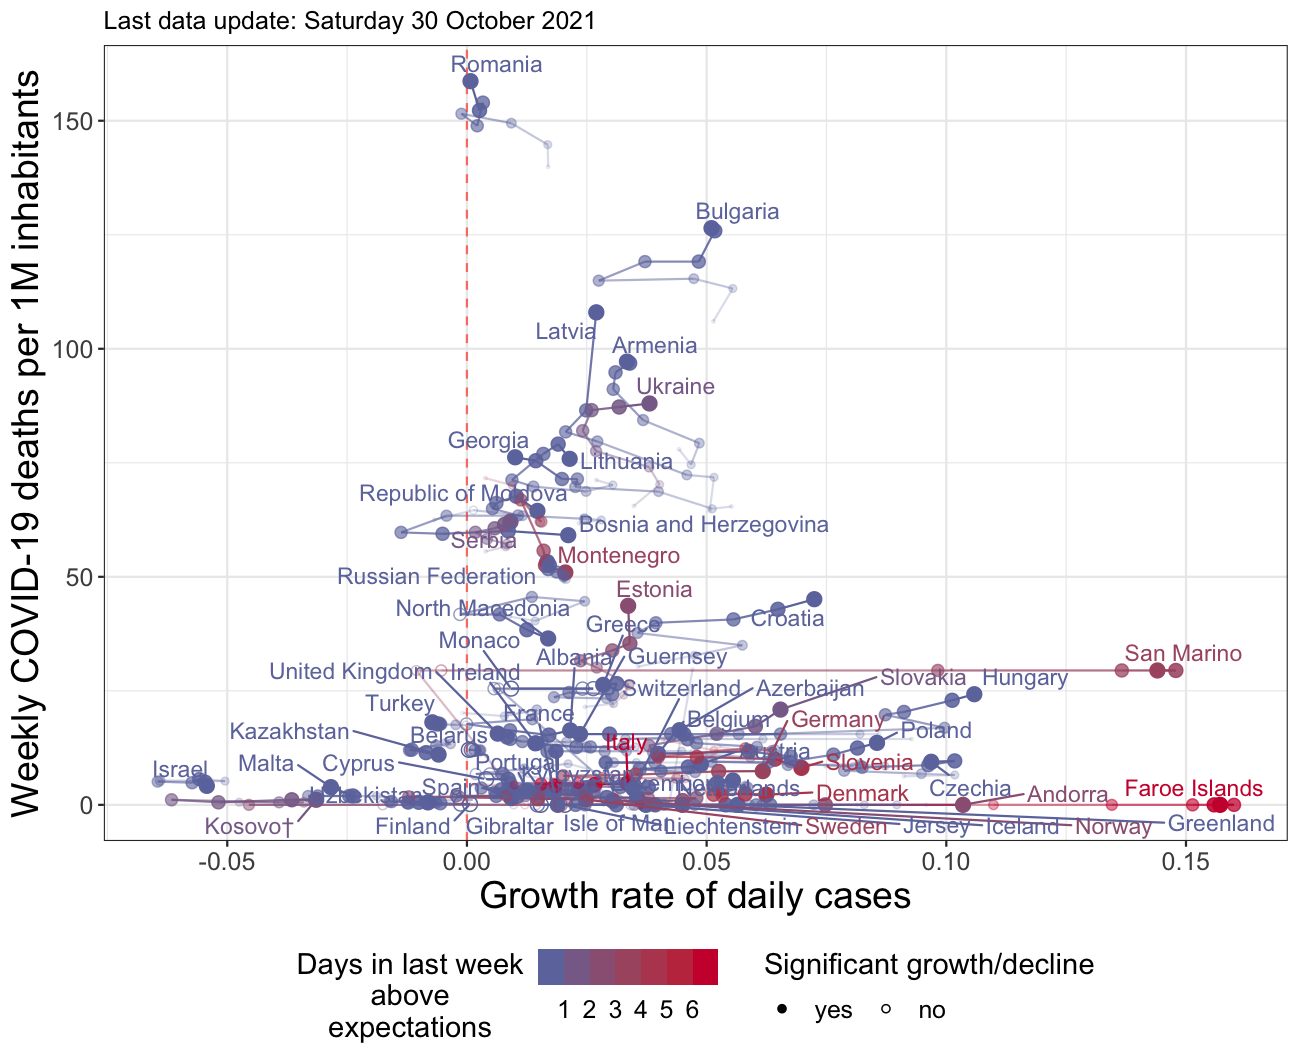 Last data update: Saturday 30 October 2021
Weekly COVID-19 deaths per 1M inhabitants
150
100
50
0
Romania
Bulgaria
Latvia
Armenia
Ukraine
Georgia
Lithuania
Republic of Moldova
Bosnia and Herzegovina
Serbia
Montenegro
Russian Federation
Estonia
North Macedonia
Greece
Croatia
Monaco
Albania
Guernsey
San Marino
United Kingdom
Ireland
Switzerland
Azerbaijan
Slovakia
Hungary
Turkey
France
Belgium
Germany
Kazakhstan
Belarus
Italy
Austria
Poland
Israel
Malta
Cyprus
Portugal
Kyrgyzstan
Slovenia
Uzbekistan
Spain
Netherlands
Denmark
Czechia
Andorra
Faroe Islands
Kosovo†
Finland
Gibraltar
Isle of Man
Liechtenstein
Sweden
Jersey
Iceland
Norway
Greenland
-0.05
0.00
0.05
0.10
0.15
Growth rate of daily cases
Days in last week
above
expectations
1 2 3 4 5 6
Significant growth/decline
yes
no